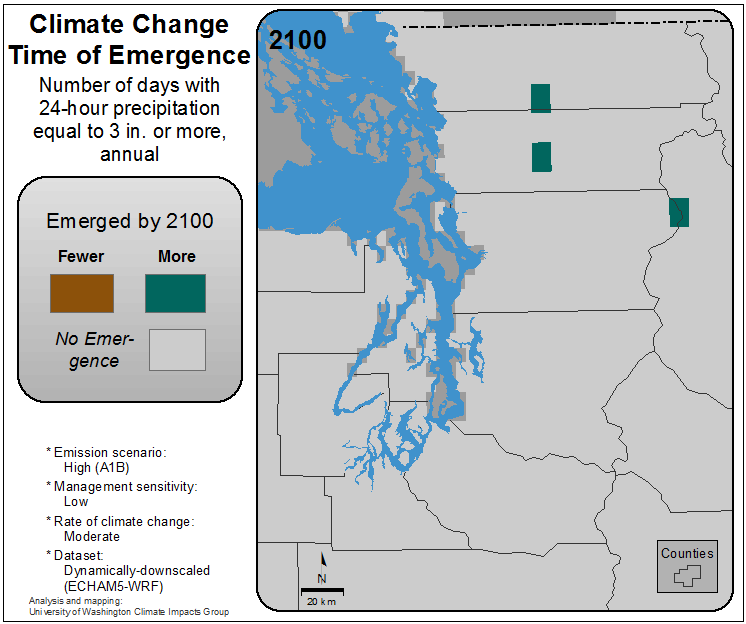 Climate Change
Time of Emergence
Number of days with
24-hour precipitation
equal to 3 in. or more,
annual
Emerged by 2100
Fewer
More
No Emer-
gence
* Emission scenario:
High (A1B)
* Management sensitivity:
Low
* Rate of climate change:
Moderate
* Dataset:
Dynamically-downscaled
(ECHAM5-WRF)
Analysis and mapping:
University of Washington Climate Impacts Group
2100
N
20 km
Counties